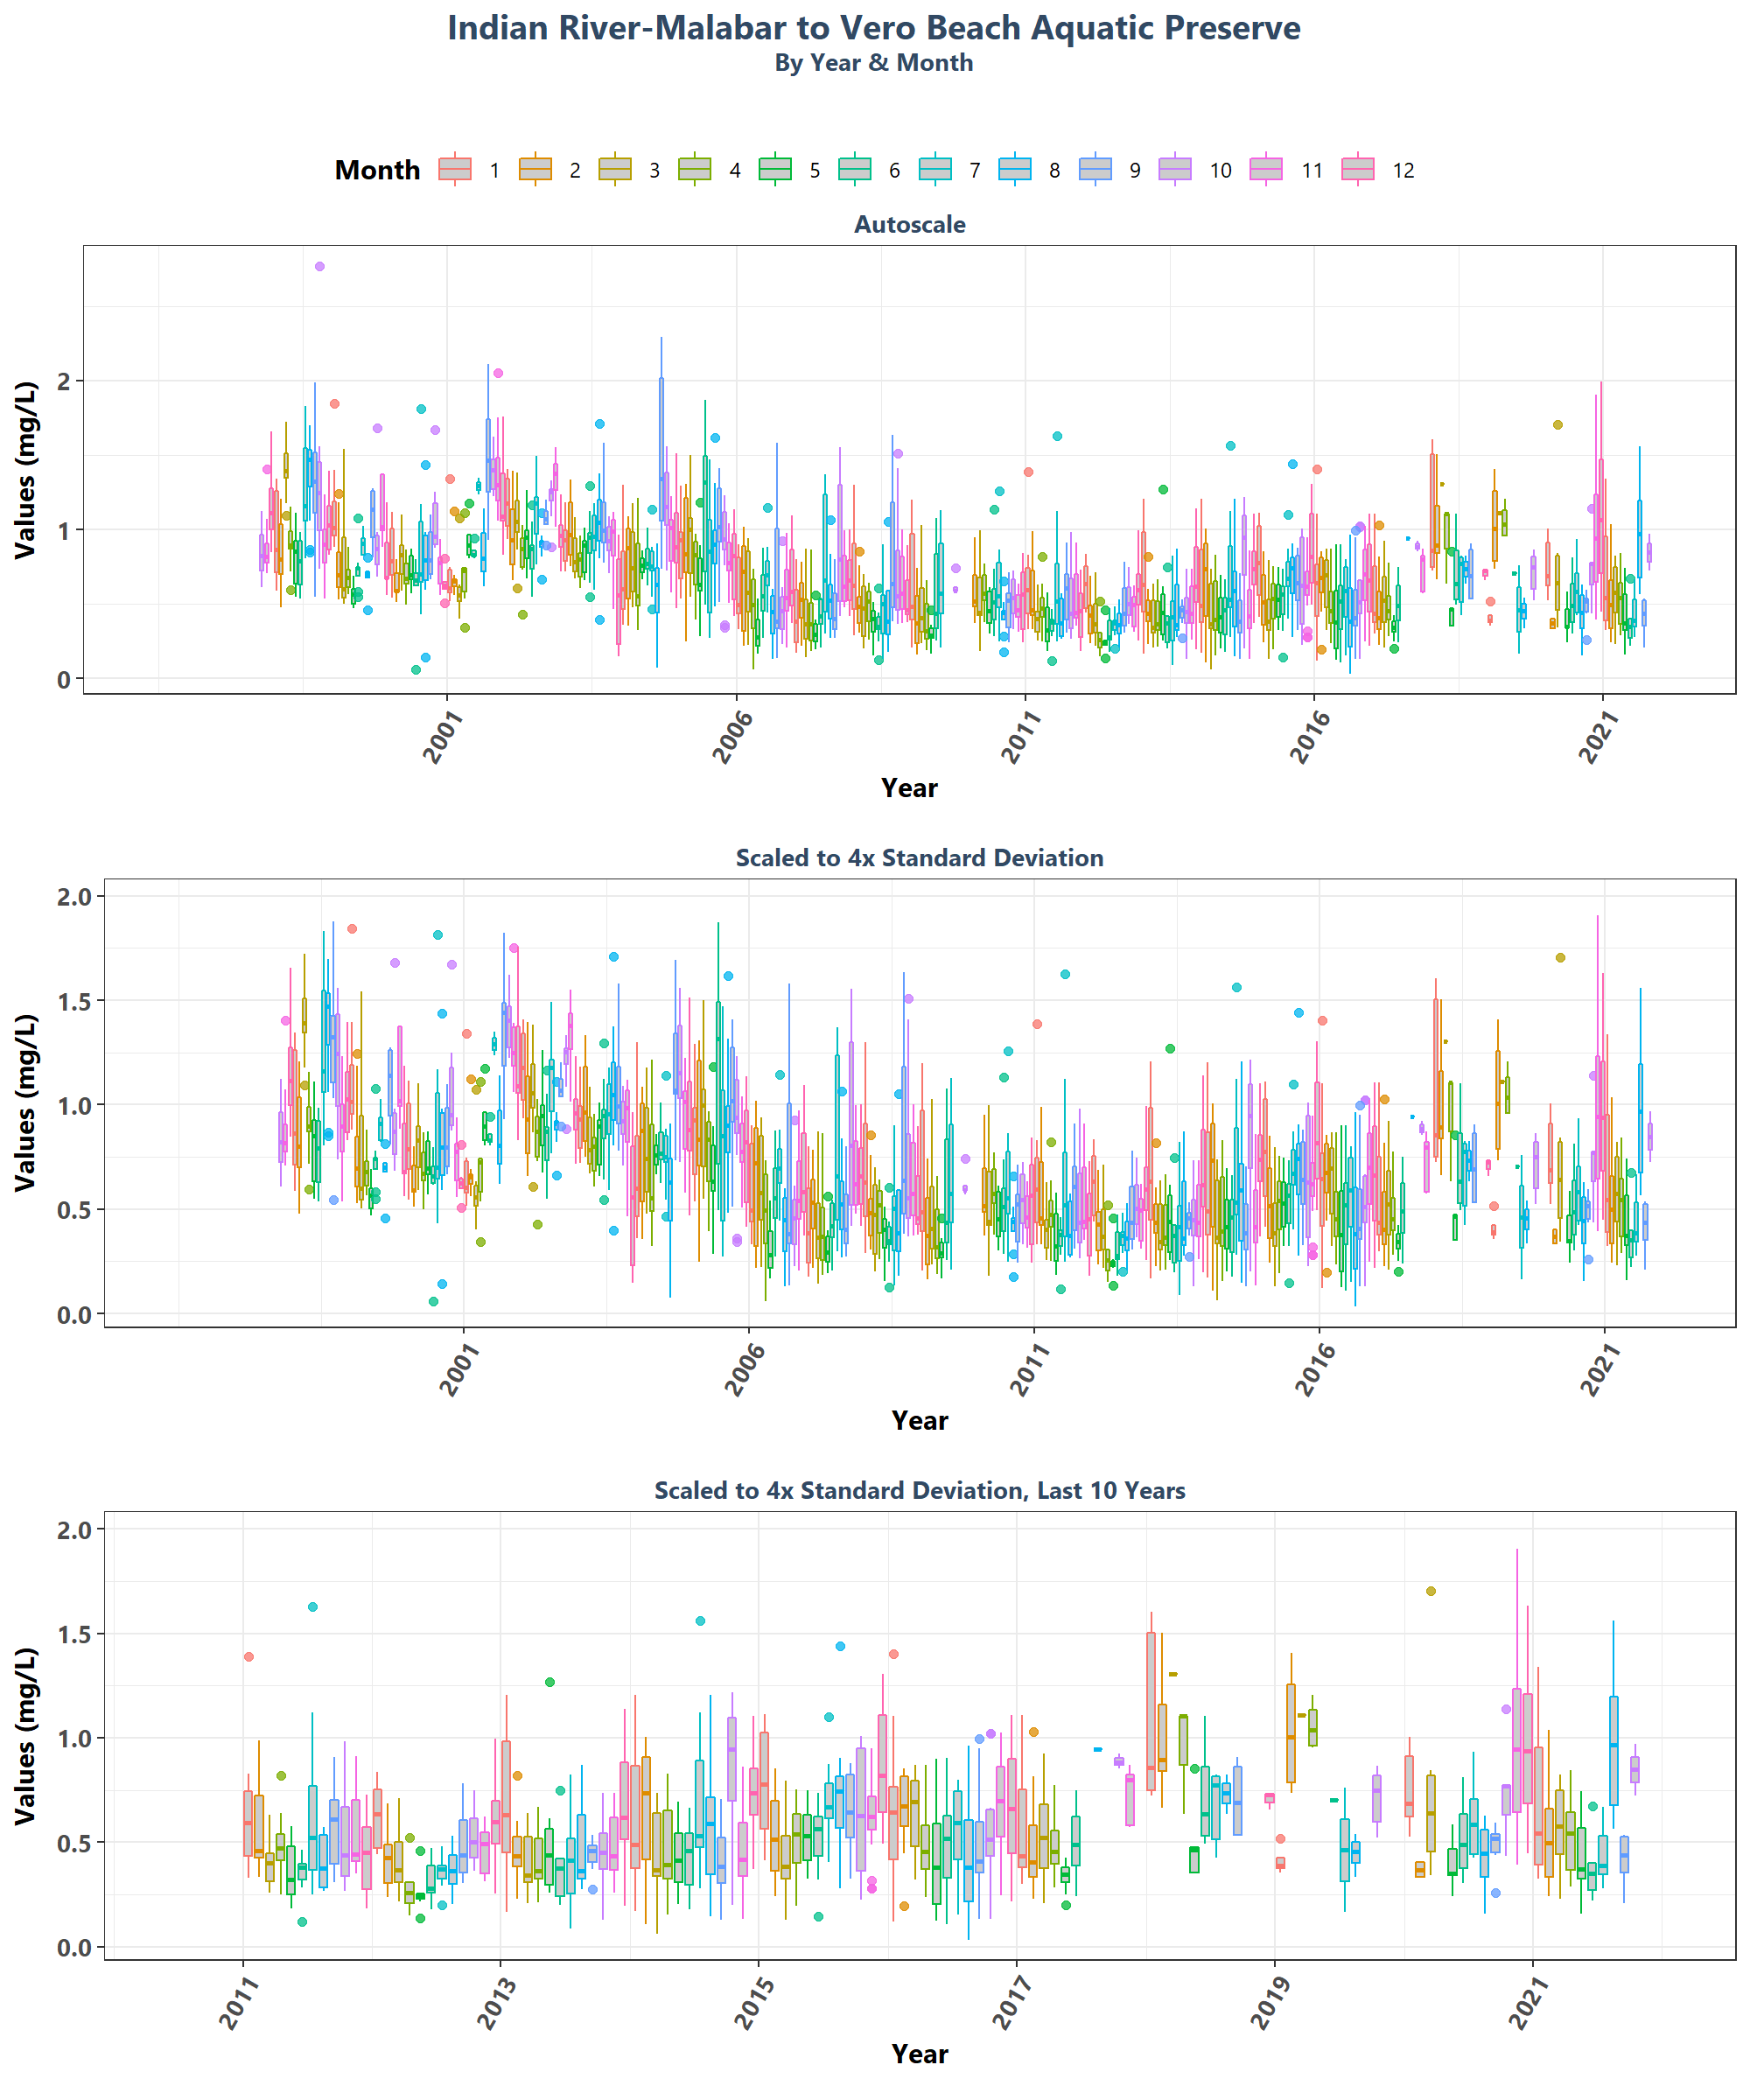 Indian River-Malabar to Vero Beach Aquatic Preserve
By Year & Month
Month 1 2 3 4 5 6 7 8 9 10 11 12
Autoscale
Values (mg/L)
2
1
0
2001 2006 2011 2016 2021
Year
Scaled to 4x Standard Deviation
Values (mg/L)
2.0
1.5
1.0
0.5
0.0
2001 2006 2011 2016 2021
Year
Scaled to 4x Standard Deviation, Last 10 Years
Values (mg/L)
2.0
1.5
1.0
0.5
0.0
2011 2013 2015 2017 2019 2021
Year